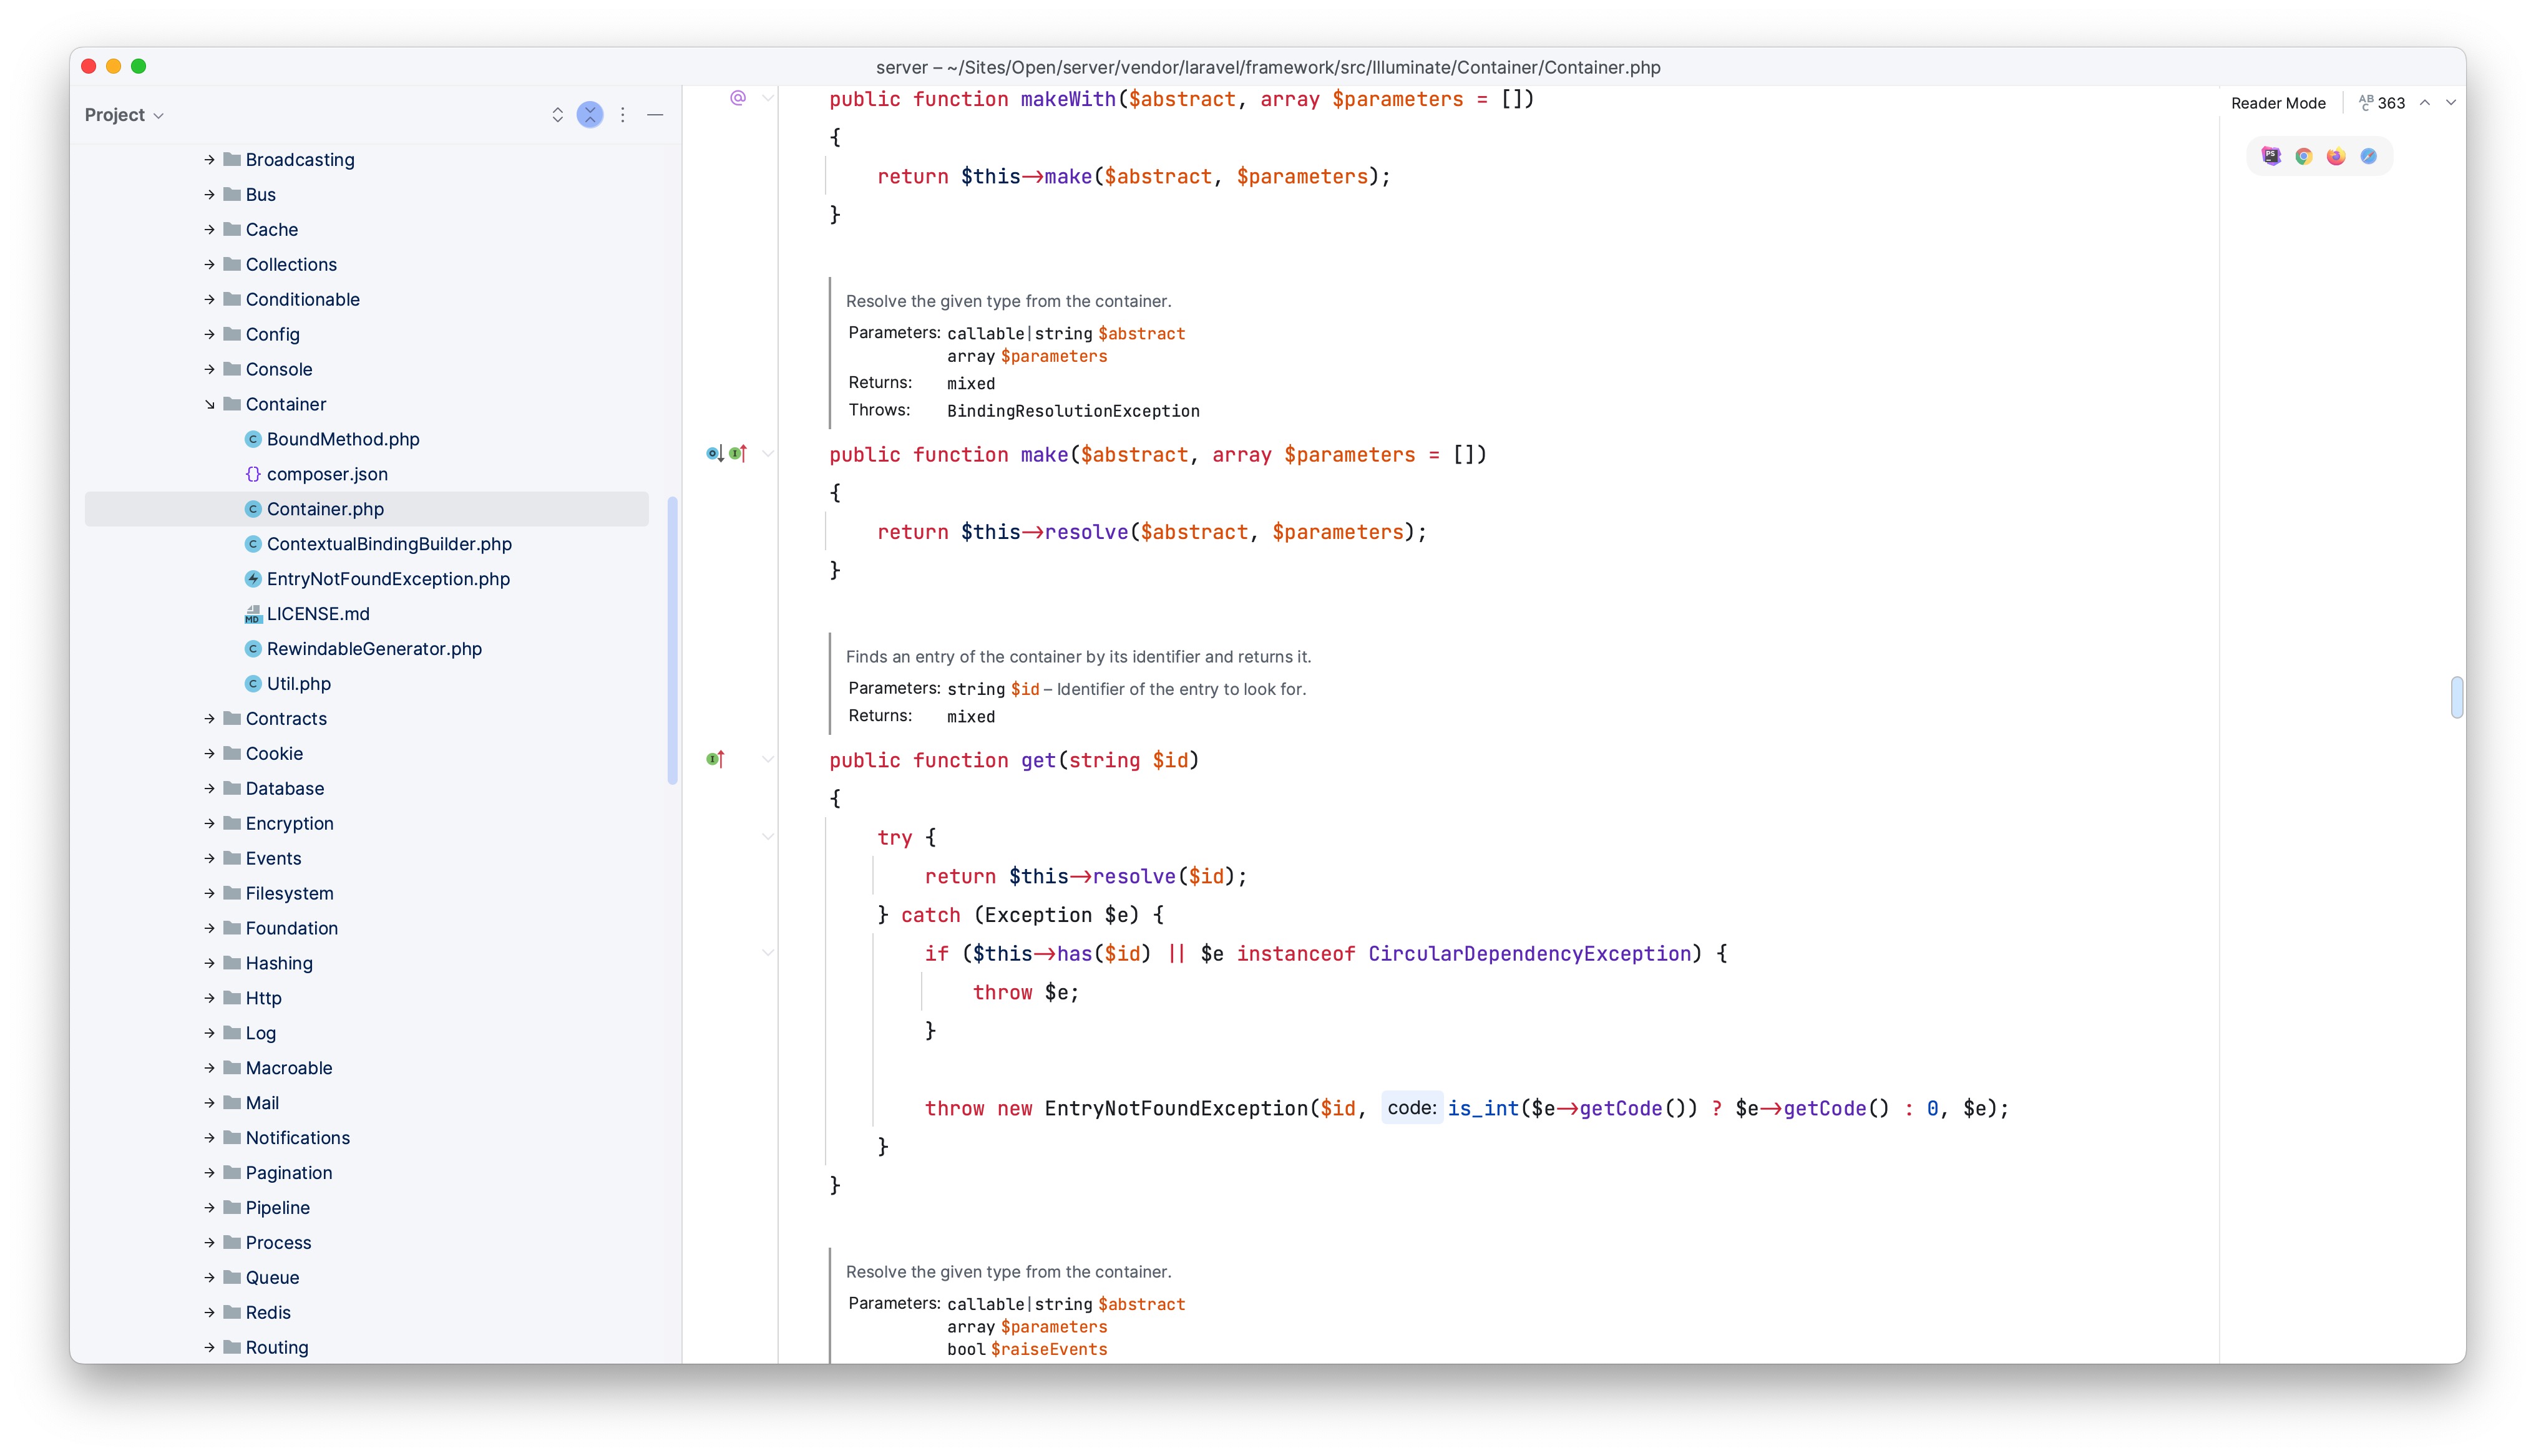 server – ~/Sites/Open/server/vendor/laravel/framework/src/Illuminate/Container/Container.php
Project
Broadcasting
Bus
Cache
Collections
Conditionable
Config
Console
Container
BoundMethod.php
composer.json
Container.php
ContextualBindingBuilder.php
EntryNotFoundException.php
LICENSE.md
RewindableGenerator.php
Util.php
Contracts
Cookie
Database
Encryption
Events
Filesystem
Foundation
Hashing
Http
Log
Macroable
Mail
Notifications
Pagination
Pipeline
Process
Queue
Redis
Routing
public function makeWith($abstract, array $parameters = [])
{
return $this→make($abstract, $parameters);
}
Resolve the given type from the container.
Parameters: callable|string $abstract
array $parameters
Returns: mixed
Throws: BindingResolutionException
public function make($abstract, array $parameters = [])
{
return $this→resolve($abstract, $parameters);
}
Finds an entry of the container by its identifier and returns it.
Parameters: string $id – Identifier of the entry to look for.
Returns: mixed
public function get(string $id)
{
try {
return $this→resolve($id);
} catch (Exception $e) {
if ($this→has($id) || $e instanceof CircularDependencyException) {
throw $e;
}
throw new EntryNotFoundException($id, code: is_int($e→getCode()) ? $e→getCode() : 0, $e);
}
}
Resolve the given type from the container.
Parameters: callable|string $abstract
array $parameters
bool $raiseEvents
Reader Mode
ABC 363